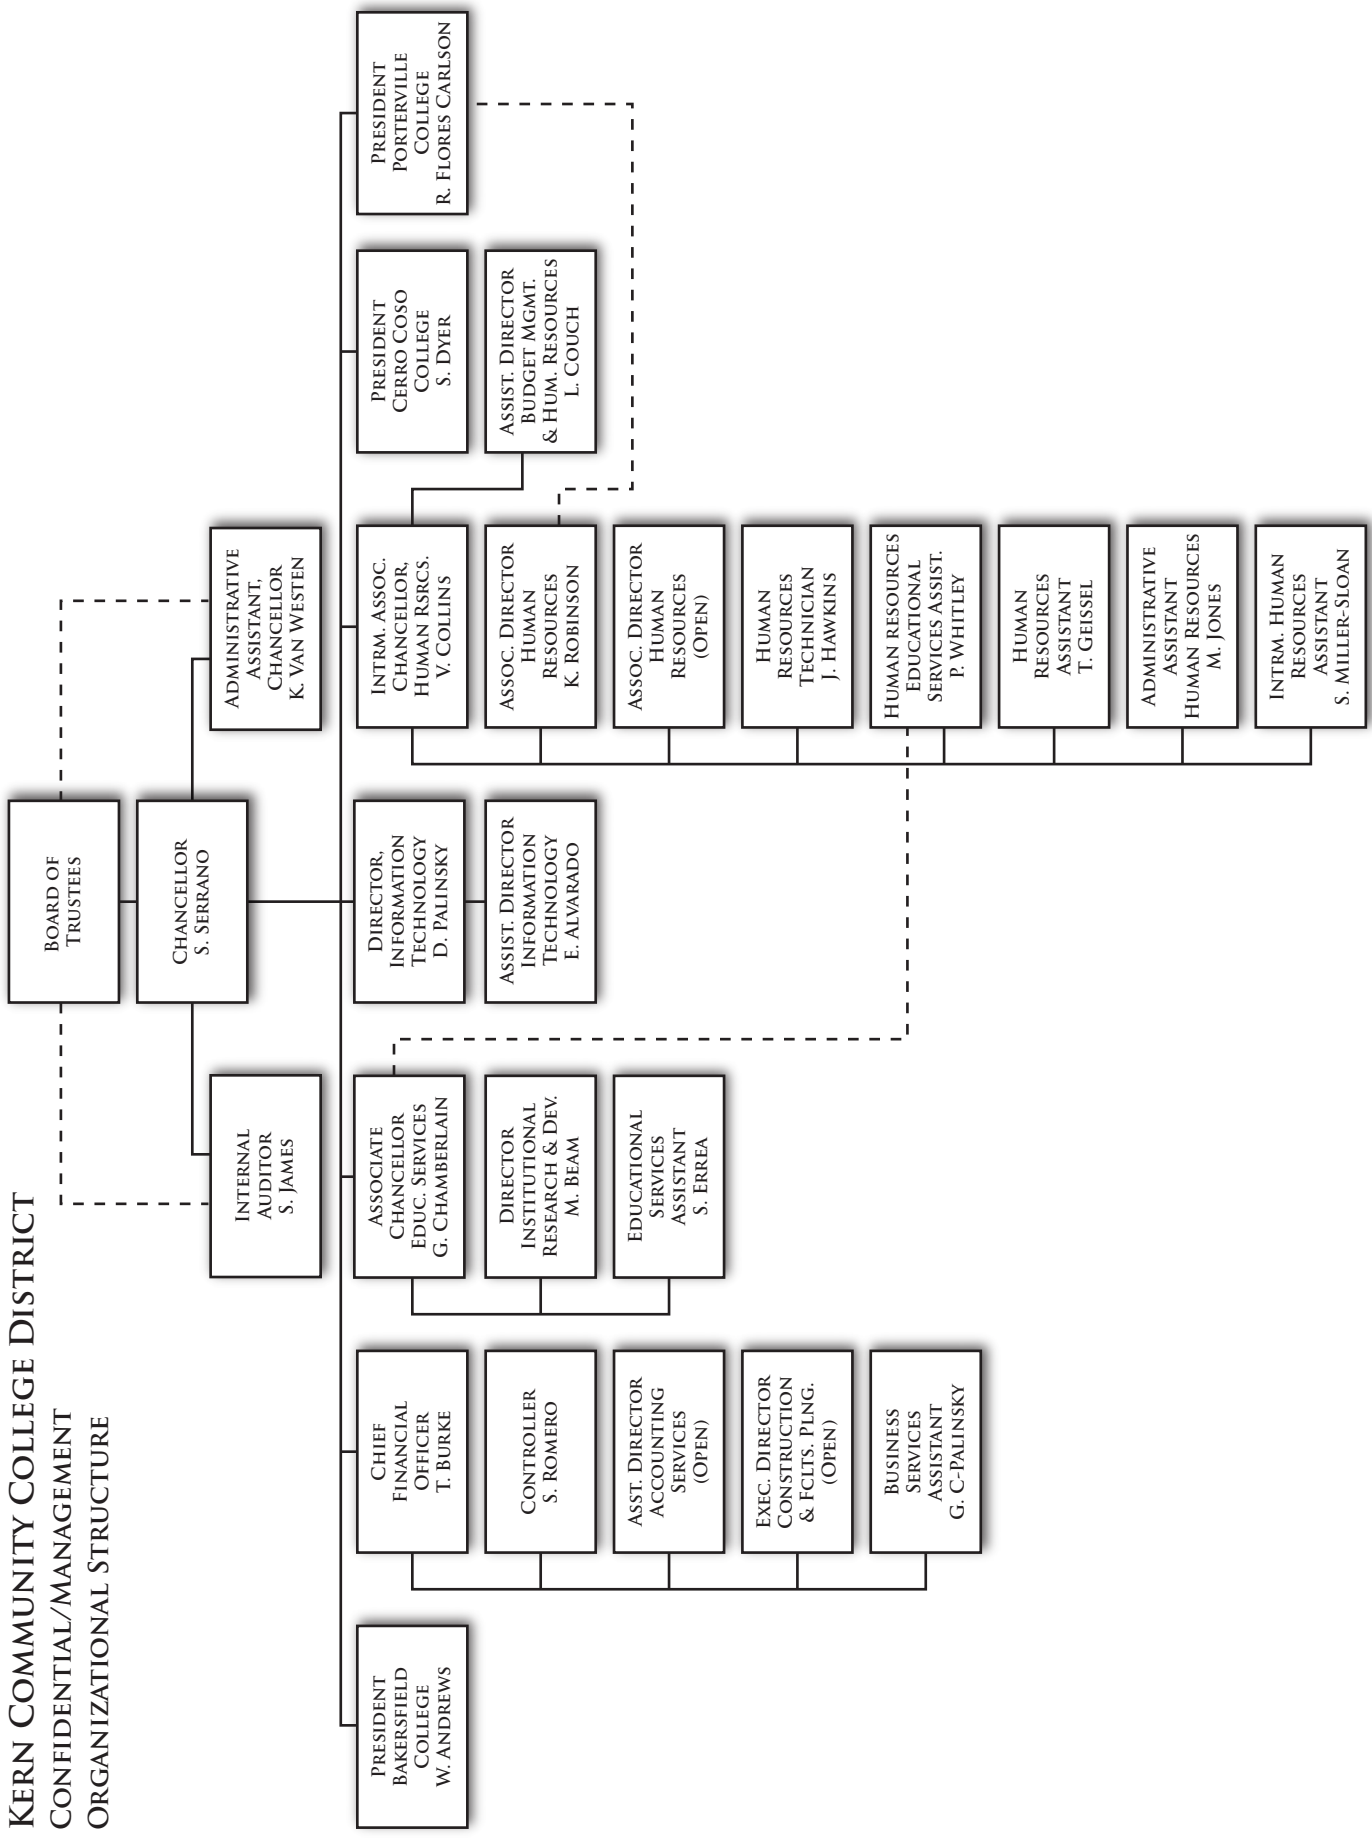 KERN COMMUNITY COLLEGE DISTRICT
CONFIDENTIAL/MANAGEMENT
ORGANIZATIONAL STRUCTURE
BOARD OF
TRUSTEES
CHANCELLOR
S. SERRANO
INTERNAL
AUDITOR
S. JAMES
ADMINISTRATIVE
ASSISTANT,
CHANCELLOR
K. VAN WESTEN
PRESIDENT
BAKERSFIELD
COLLEGE
W. ANDREWS
CHIEF
FINANCIAL
OFFICER
T. BURKE
CONTROLLER
S. ROMERO
ASST. DIRECTOR
ACCOUNTING
SERVICES
(OPEN)
EXEC. DIRECTOR
CONSTRUCTION
& FCLTS. PLNG.
(OPEN)
BUSINESS
SERVICES
ASSISTANT
G. C-PALINSKY
ASSOCIATE
CHANCELLOR
EDUC. SERVICES
G. CHAMBERLAIN
DIRECTOR
INSTITUTIONAL
RESEARCH & DEV.
M. BEAM
EDUCATIONAL
SERVICES
ASSISTANT
S. ERREA
DIRECTOR,
INFORMATION
TECHNOLOGY
D. PALINSKY
ASSIST. DIRECTOR
INFORMATION
TECHNOLOGY
E. ALVARADO
INTRM. ASSOC.
CHANCELLOR,
HUMAN RSRCS.
V. COLLINS
ASSOC. DIRECTOR
HUMAN
RESOURCES
K. ROBINSON
ASSOC. DIRECTOR
HUMAN
RESOURCES
(OPEN)
HUMAN
RESOURCES
TECHNICIAN
J. HAWKINS
HUMAN RESOURCES
EDUCATIONAL
SERVICES ASSIST.
P. WHITLEY
HUMAN
RESOURCES
ASSISTANT
T. GEISSEL
ADMINISTRATIVE
ASSISTANT
HUMAN RESOURCES
M. JONES
INTRM. HUMAN
RESOURCES
ASSISTANT
S. MILLER-SLOAN
PRESIDENT
CERRO COSO
COLLEGE
S. DYER
ASSIST. DIRECTOR
BUDGET MGMT.
& HUM. RESOURCES
L. COUCH
PRESIDENT
PORTERVILLE
COLLEGE
R. FLORES CARLSON